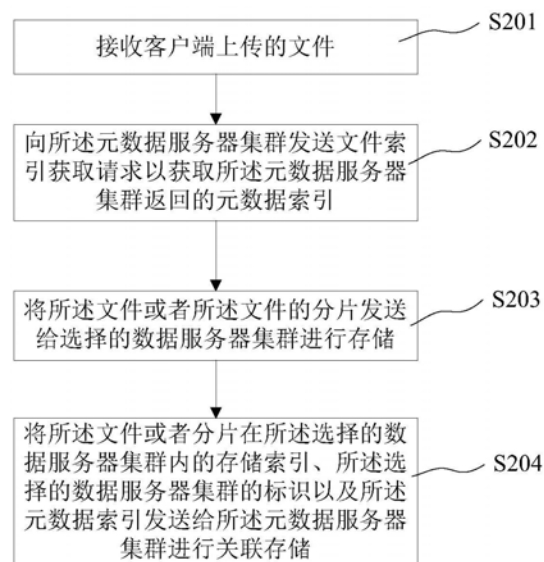 接收客户端上传的文件
S201
向所述元数据服务器集群发送文件索
引获取请求以获取所述元数据服务器
集群返回的元数据索引
S202
将所述文件或者所述文件的分片发送
给选择的数据服务器集群进行存储
S203
将所述文件或者分片在所述选择的数
据服务器集群内的存储索引、所述选
择的数据服务器集群的标识以及所述
元数据索引发送给所述元数据服务器
集群进行关联存储
S204